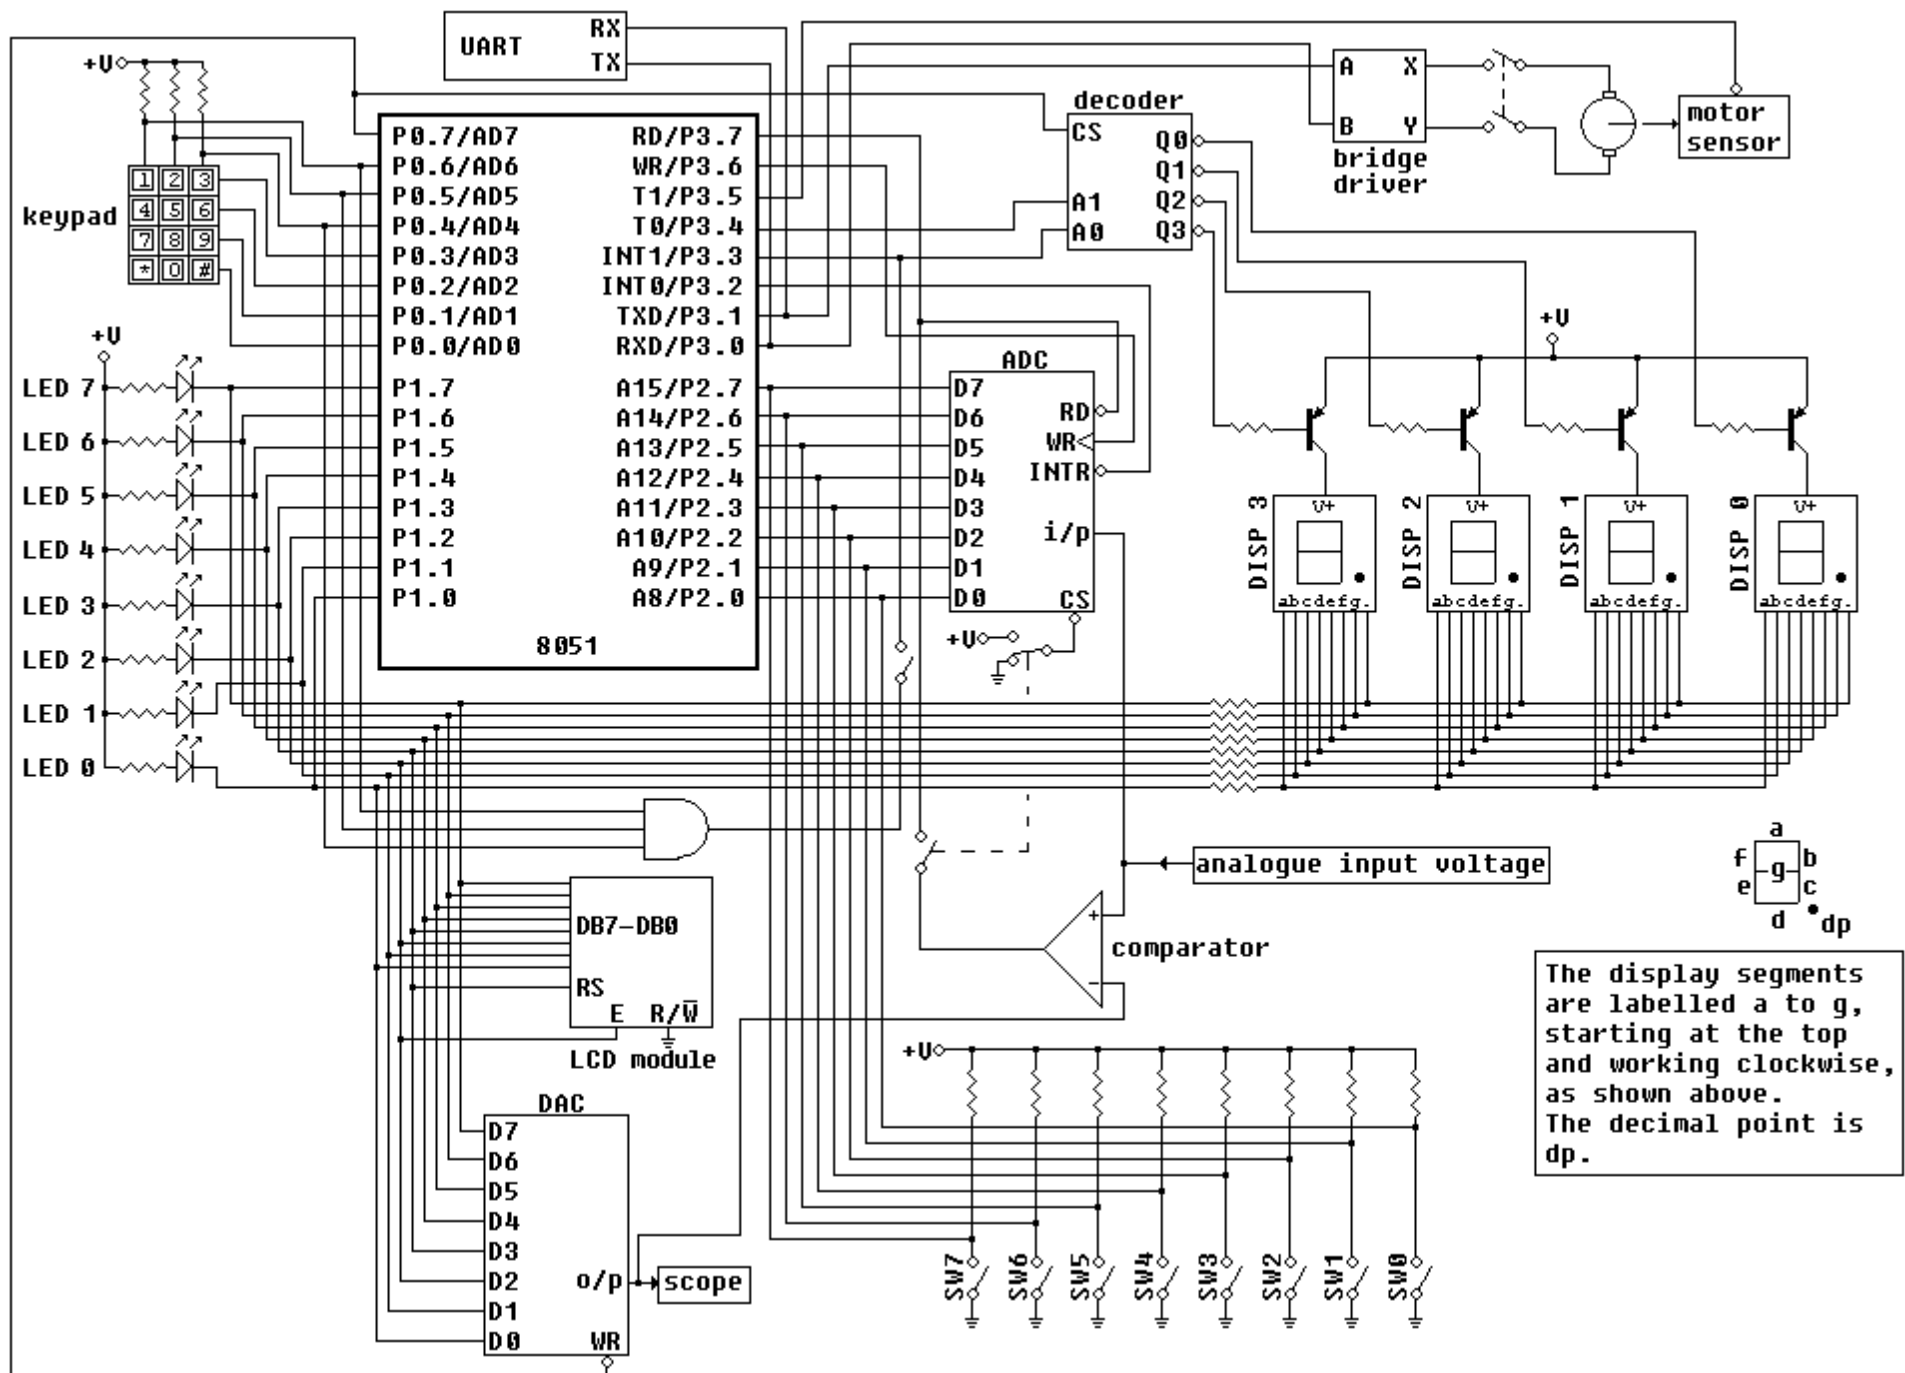 UART
RX
TX
+V
keypad
1 2 3
4 5 6
7 8 9
* 0 #
P0.7/AD7
P0.6/AD6
P0.5/AD5
P0.4/AD4
P0.3/AD3
P0.2/AD2
P0.1/AD1
P0.0/AD0
P1.7
P1.6
P1.5
P1.4
P1.3
P1.2
P1.1
P1.0
RD/P3.7
WR/P3.6
T1/P3.5
T0/P3.4
INT1/P3.3
INT0/P3.2
TXD/P3.1
RXD/P3.0
A15/P2.7
A14/P2.6
A13/P2.5
A12/P2.4
A11/P2.3
A10/P2.2
A9/P2.1
A8/P2.0
8051
decoder
CS
A1
A0
Q0
Q1
Q2
Q3
A X
B Y
bridge
driver
motor
sensor
+V
LED 7
LED 6
LED 5
LED 4
LED 3
LED 2
LED 1
LED 0
ADC
D7
D6
D5
D4
D3
D2
D1
D0
RD
WR
INTR
i/p
CS
+V
+V
DISP 3
V+
abcdefg.
DISP 2
V+
abcdefg.
DISP 1
V+
abcdefg.
DISP 0
V+
abcdefg.
analogue input voltage
+
-
comparator
DB7-DB0
RS
E R/W̅
LCD module
DAC
D7
D6
D5
D4
D3
D2
D1
D0
o/p
WR
scope
+V
SW7
SW6
SW5
SW4
SW3
SW2
SW1
SW0
a
f b
g
e c
d
dp
The display segments
are labelled a to g,
starting at the top
and working clockwise,
as shown above.
The decimal point is
dp.